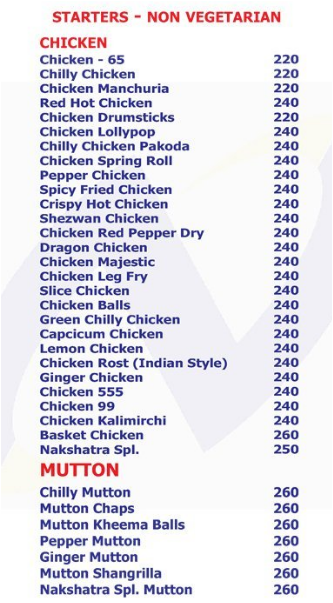 STARTERS - NON VEGETARIAN
CHICKEN
Chicken - 65 220
Chilly Chicken 220
Chicken Manchuria 220
Red Hot Chicken 240
Chicken Drumsticks 220
Chicken Lollypop 240
Chilly Chicken Pakoda 240
Chicken Spring Roll 240
Pepper Chicken 240
Spicy Fried Chicken 240
Crispy Hot Chicken 240
Shezwan Chicken 240
Chicken Red Pepper Dry 240
Dragon Chicken 240
Chicken Majestic 240
Chicken Leg Fry 240
Slice Chicken 240
Chicken Balls 240
Green Chilly Chicken 240
Capcicum Chicken 240
Lemon Chicken 240
Chicken Rost (Indian Style) 240
Ginger Chicken 240
Chicken 555 240
Chicken 99 240
Chicken Kalimirchi 240
Basket Chicken 260
Nakshatra Spl. 250
MUTTON
Chilly Mutton 260
Mutton Chaps 260
Mutton Kheema Balls 260
Pepper Mutton 260
Ginger Mutton 260
Mutton Shangrilla 260
Nakshatra Spl. Mutton 260